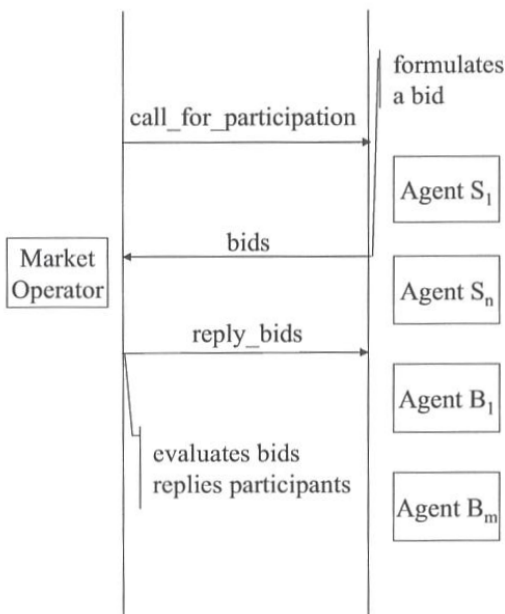 formulates
a bid
call_for_participation
Agent S₁
bids
Market
Operator
Agent Sₙ
reply_bids
Agent B₁
evaluates bids
replies participants
Agent Bₘ